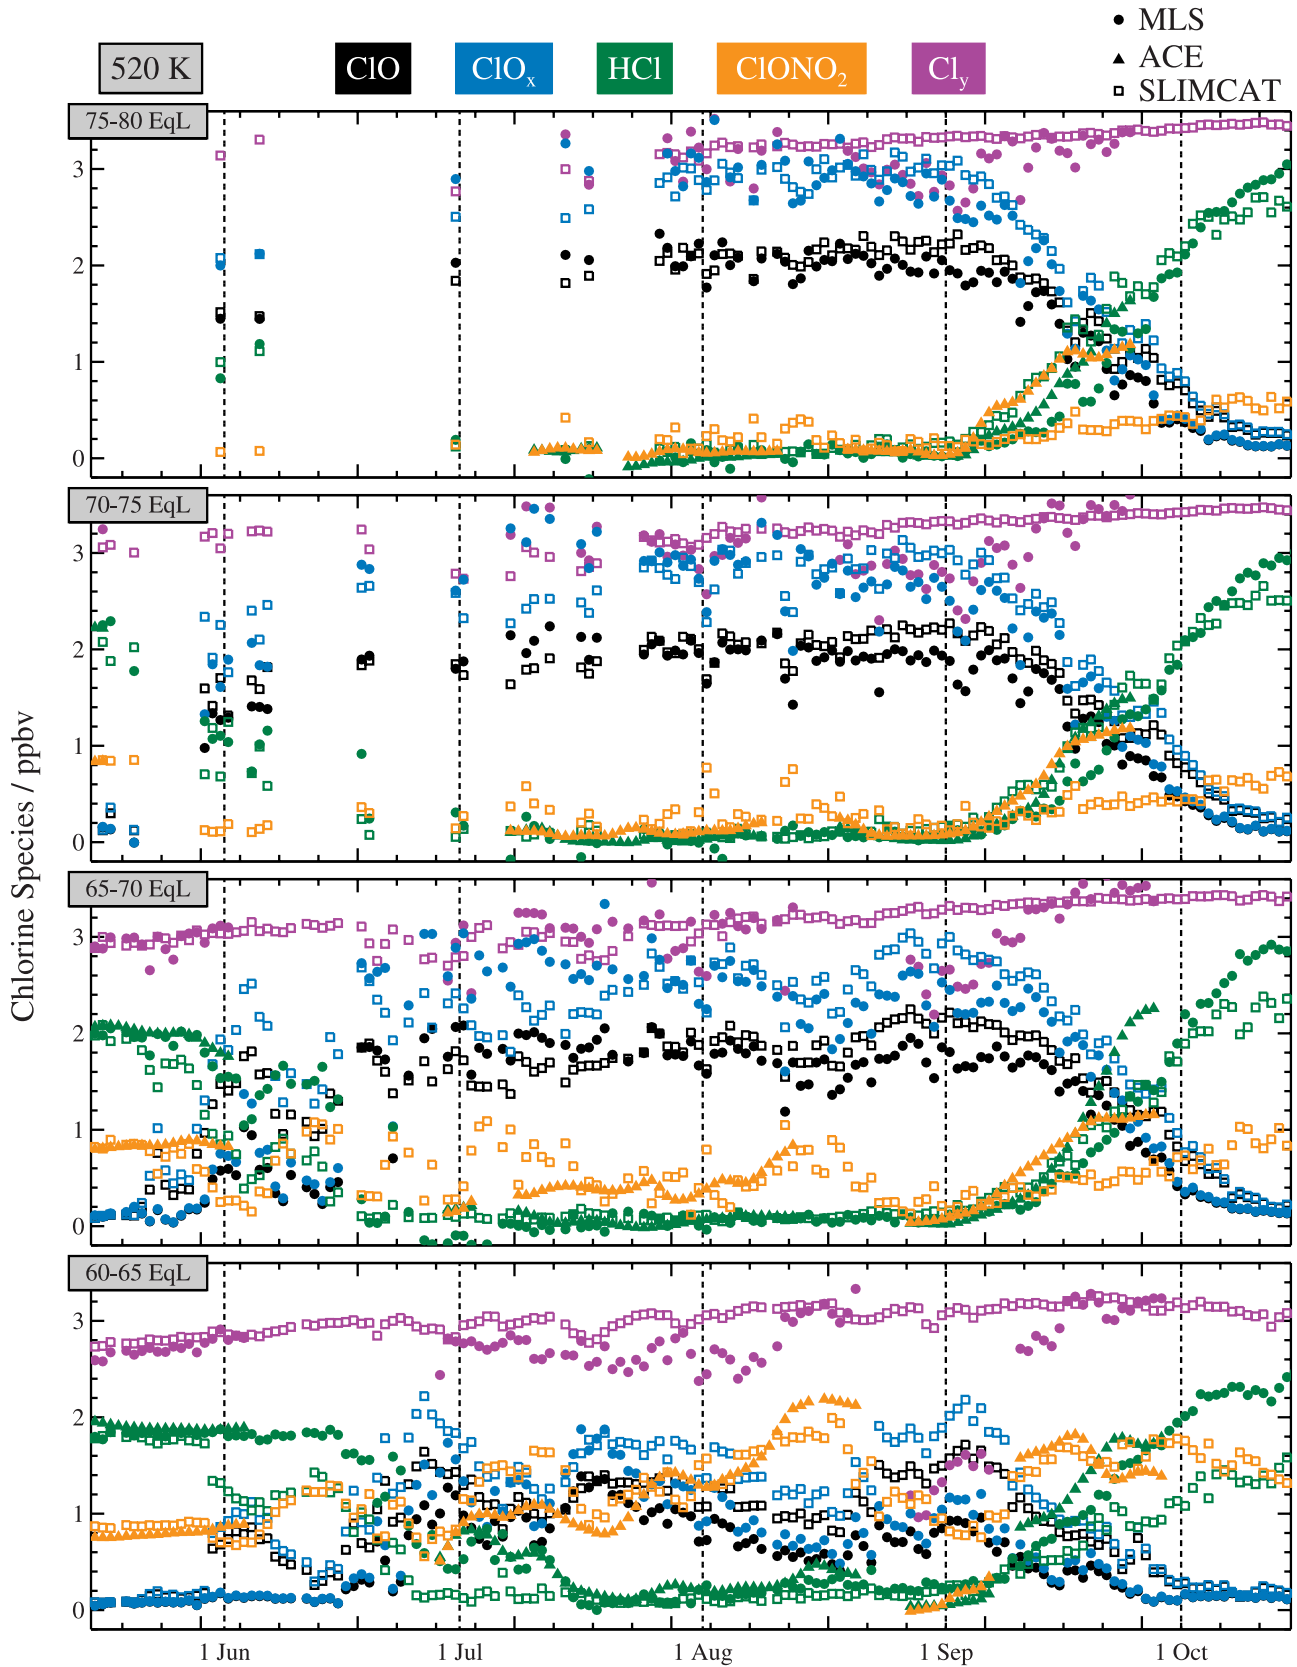 ● MLS
▲ ACE
□ SLIMCAT
520 K ClO ClOₓ HCl ClONO₂ Cl_y
75-80 EqL
3
2
1
0
70-75 EqL
3
2
1
0
65-70 EqL
3
2
1
0
60-65 EqL
3
2
1
0
Chlorine Species / ppbv
1 Jun 1 Jul 1 Aug 1 Sep 1 Oct